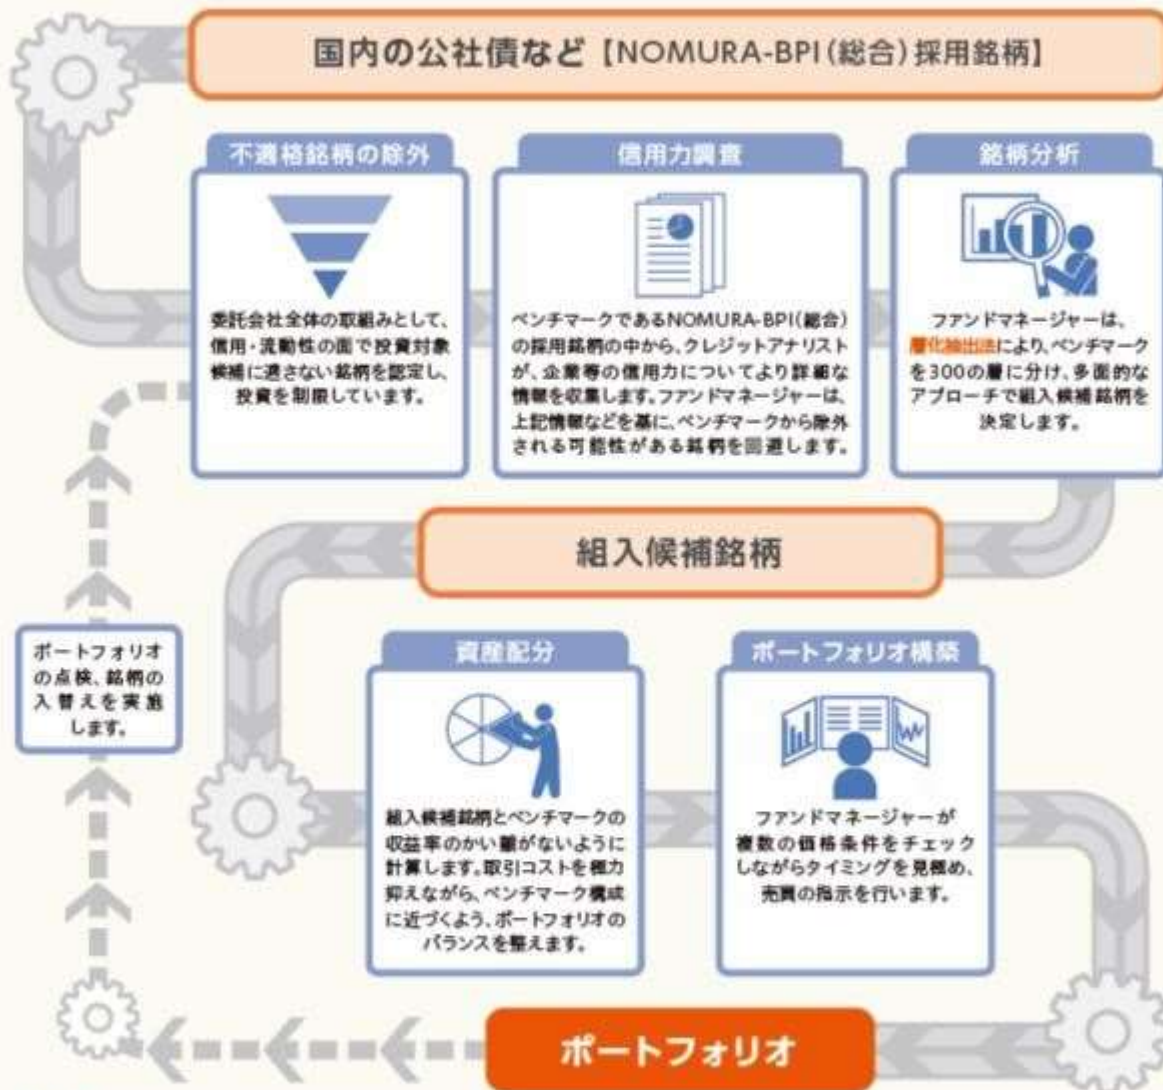 国内の公社債など【NOMURA-BPI(総合)採用銘柄】
不適格銘柄の除外
委託会社全体の取組みとして、
信用・流動性の面で投資対象
候補に適さない銘柄を認定し、
投資を制限しています。
信用力調査
ベンチマークであるNOMURA-BPI(総合)
の採用銘柄の中から、クレジットアナリスト
が、企業等の信用力についてより詳細な
情報を収集します。ファンドマネージャーは、
上記情報などを基に、ベンチマークから除外
される可能性がある銘柄を回避します。
銘柄分析
ファンドマネージャーは、
層化抽出法により、ベンチマーク
を300の層に分け、多面的な
アプローチで組入候補銘柄を
決定します。
組入候補銘柄
ポートフォリオ
の点検、銘柄の
入替えを実施
します。
資産配分
組入候補銘柄とベンチマークの
収益率のかい離がないように
計算します。取引コストを極力
抑えながら、ベンチマーク構成
に近づくよう、ポートフォリオの
バランスを整えます。
ポートフォリオ構築
ファンドマネージャーが
複数の価格条件をチェック
しながらタイミングを見極め、
売買の指示を行います。
ポートフォリオ